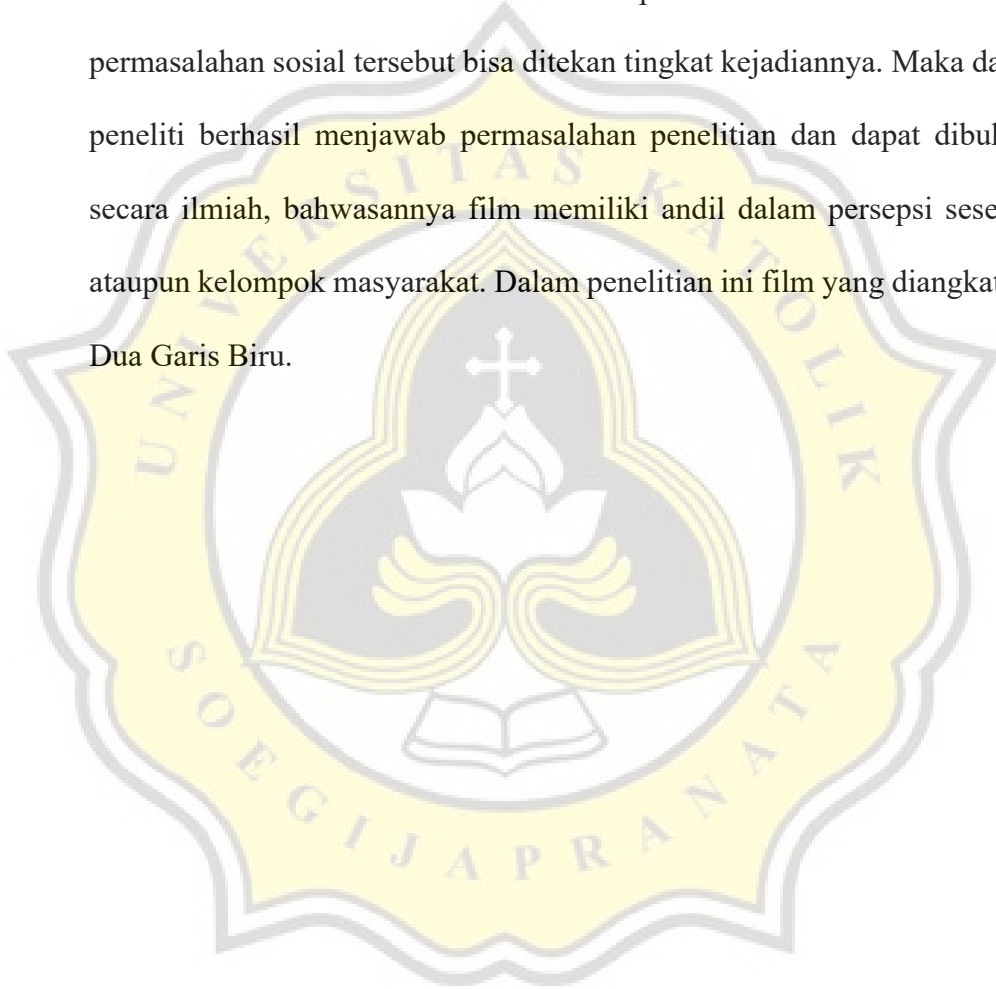 permasalahan sosial tersebut bisa ditekan tingkat kejadiannya. Maka da
peneliti berhasil menjawab permasalahan penelitian dan dapat dibul
secara ilmiah, bahwasannya film memiliki andil dalam persepsi sese
ataupun kelompok masyarakat. Dalam penelitian ini film yang diangkat
Dua Garis Biru.
UNIVERSITAS KATOLIK
SOEGIJAPRANATA